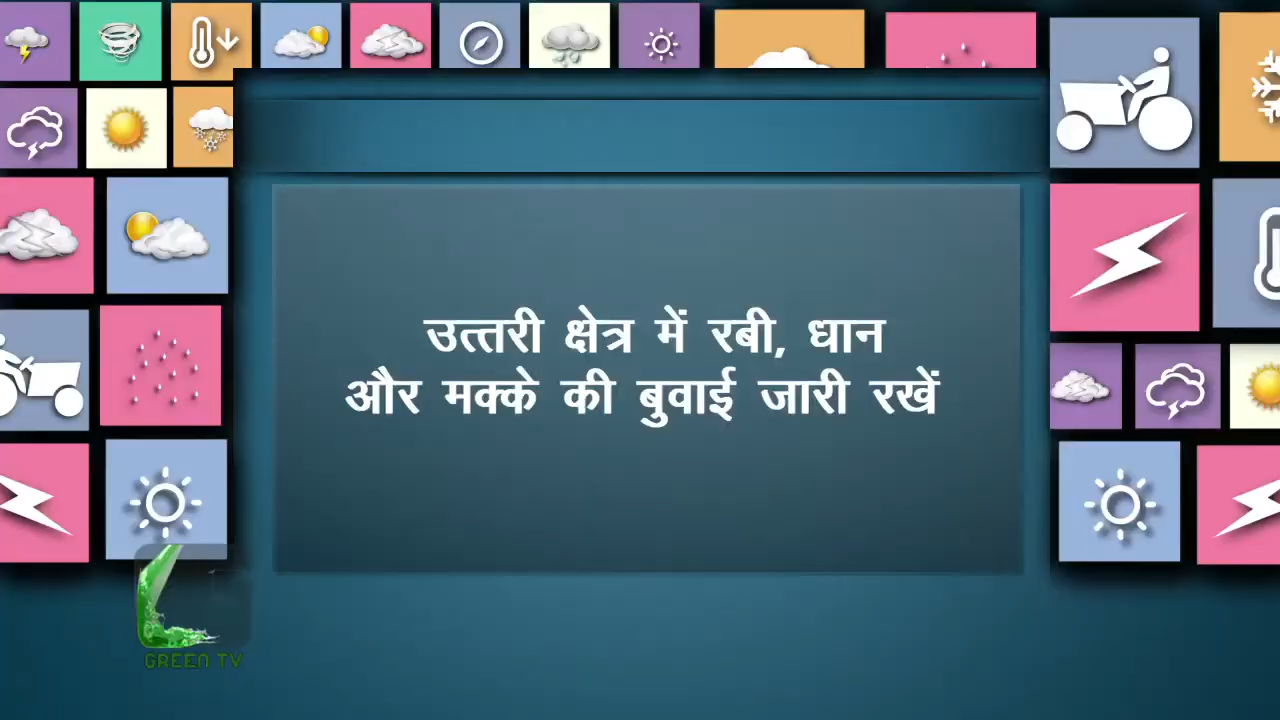 उत्तरी क्षेत्र में रबी, धान
और मक्के की बुवाई जारी रखें
GREEN TV